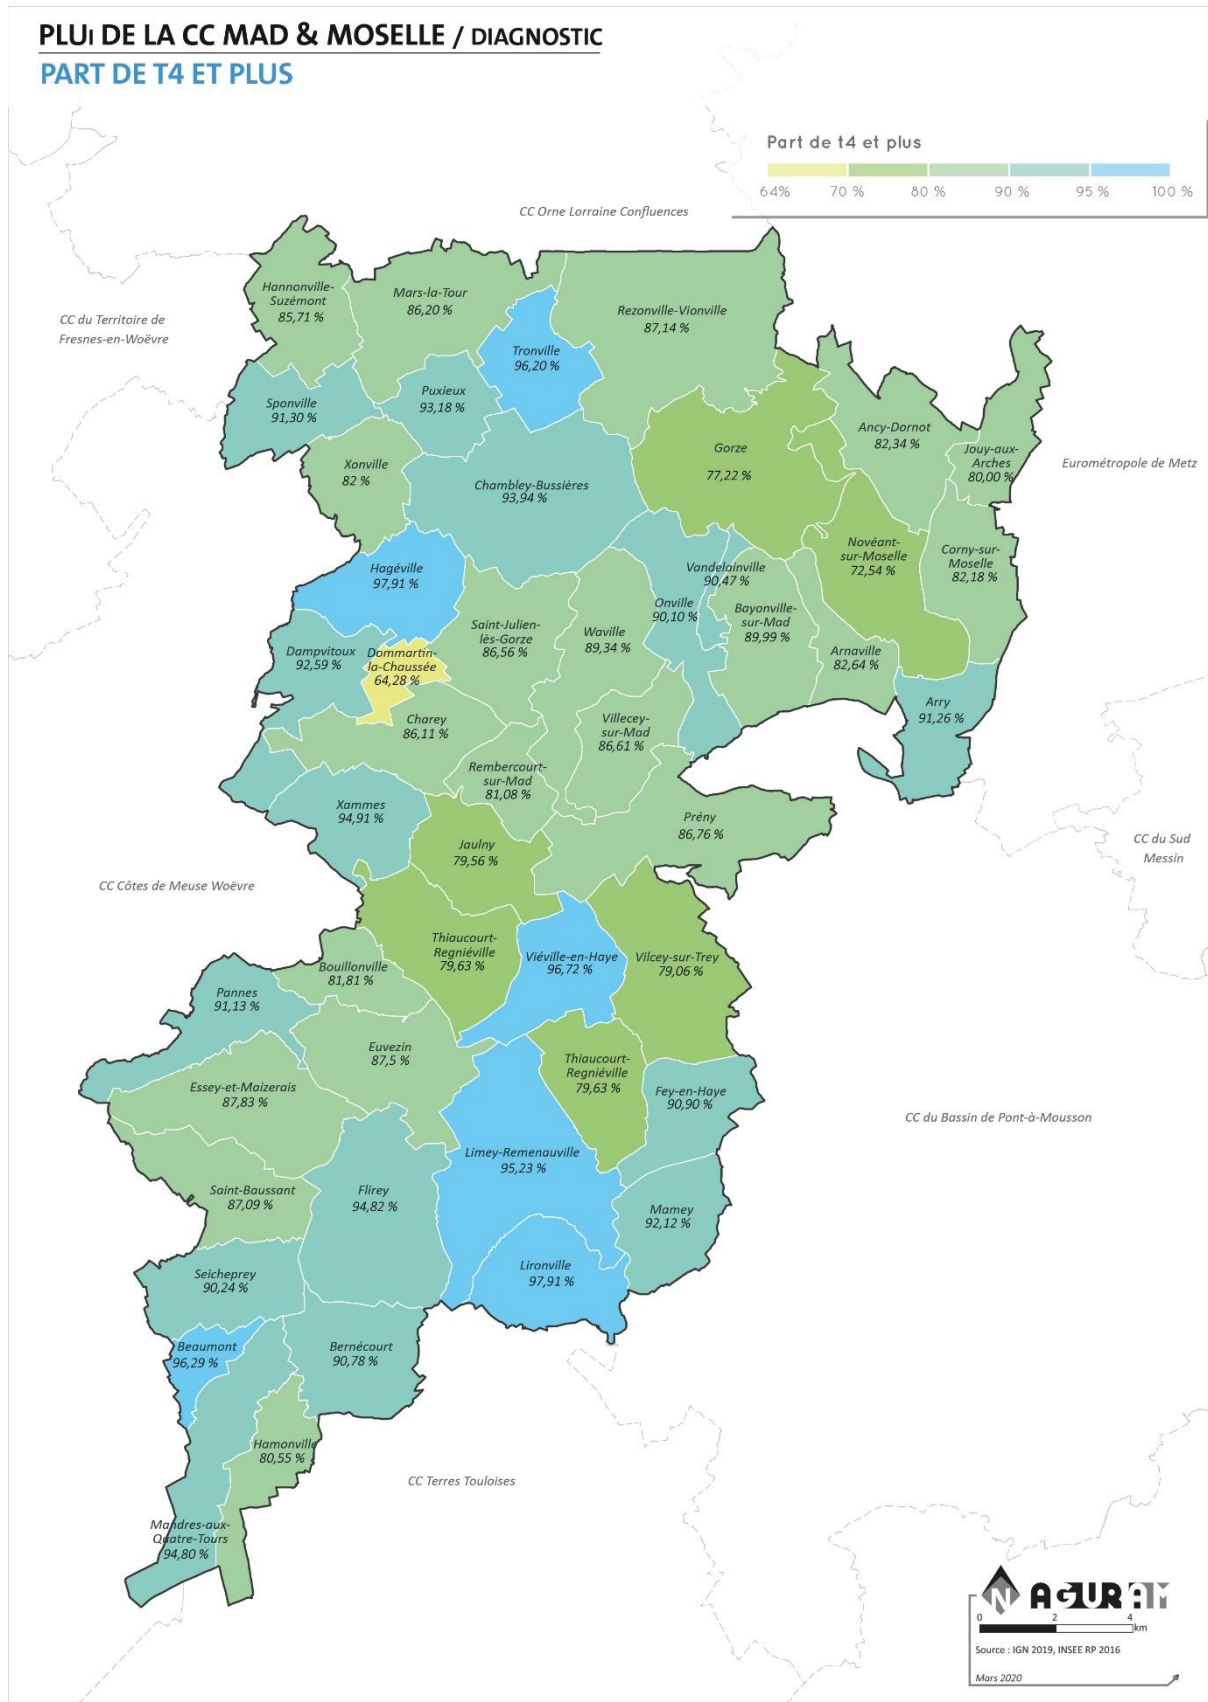 PLUi DE LA CC MAD & MOSELLE / DIAGNOSTIC
PART DE T4 ET PLUS
Part de t4 et plus
64% 70 % 80 % 90 % 95 % 100 %
CC Orne Lorraine Confluences
CC du Territoire de
Fresnes-en-Woëvre
Hannonville-
Suzémont
85,71 %
Mars-la-Tour
86,20 %
Rezonville-Vionville
87,14 %
Tronville
96,20 %
Puxieux
93,18 %
Sponville
91,30 %
Xonville
82 %
Chambley-Bussières
93,94 %
Gorze
77,22 %
Ancy-Dornot
82,34 %
Jouy-aux-
Arches
80,00 %
Eurométropole de Metz
Novéant-
sur-Moselle
72,54 %
Corny-sur-
Moselle
82,18 %
Hagéville
97,91 %
Vandelainville
90,47 %
Onville
90,10 %
Bayonville-
sur-Mad
89,99 %
Saint-Julien-
lès-Gorze
86,56 %
Waville
89,34 %
Arnaville
82,64 %
Dampvitoux
92,59 %
Dommartin-
la-Chaussée
64,28 %
Arry
91,26 %
Charey
86,11 %
Villecey-
sur-Mad
86,61 %
Rembercourt-
sur-Mad
81,08 %
Xammes
94,91 %
Prény
86,76 %
Jaulny
79,56 %
CC du Sud
Messin
CC Côtes de Meuse Woëvre
Thiaucourt-
Regniéville
79,63 %
Viéville-en-Haye
96,72 %
Vilcey-sur-Trey
79,06 %
Bouillonville
81,81 %
Pannes
91,13 %
Euvezin
87,5 %
Thiaucourt-
Regniéville
79,63 %
Essey-et-Maizerais
87,83 %
Fey-en-Haye
90,90 %
CC du Bassin de Pont-à-Mousson
Limey-Remenauville
95,23 %
Saint-Baussant
87,09 %
Flirey
94,82 %
Mamey
92,12 %
Seicheprey
90,24 %
Lironville
97,91 %
Beaumont
96,29 %
Bernécourt
90,78 %
Hamonville
80,55 %
CC Terres Touloises
Mandres-aux-
Quatre-Tours
94,80 %
N AGURAM
0 2 4
km
Source : IGN 2019, INSEE RP 2016
Mars 2020